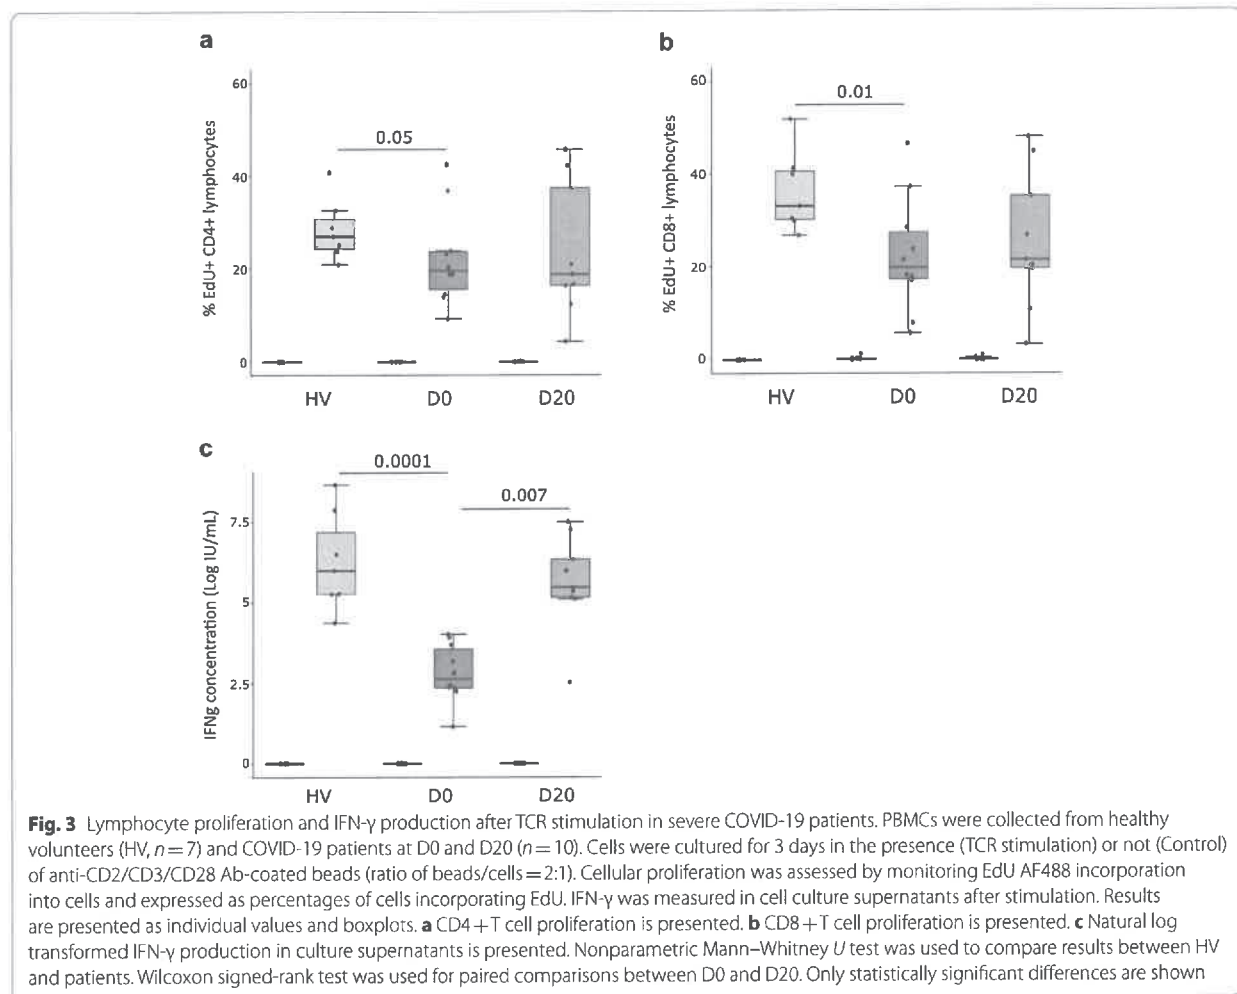 a
60
40
20
0
% EdU+ CD4+ lymphocytes
0.05
HV D0 D20
b
60
40
20
0
% EdU+ CD8+ lymphocytes
0.01
HV D0 D20
c
7.5
5
2.5
0
IFNg concentration (Log IU/mL)
0.0001
0.007
HV D0 D20
Fig. 3 Lymphocyte proliferation and IFN-γ production after TCR stimulation in severe COVID-19 patients. PBMCs were collected from healthy
volunteers (HV, n = 7) and COVID-19 patients at D0 and D20 (n = 10). Cells were cultured for 3 days in the presence (TCR stimulation) or not (Control)
of anti-CD2/CD3/CD28 Ab-coated beads (ratio of beads/cells = 2:1). Cellular proliferation was assessed by monitoring EdU AF488 incorporation
into cells and expressed as percentages of cells incorporating EdU. IFN-γ was measured in cell culture supernatants after stimulation. Results
are presented as individual values and boxplots. a CD4+T cell proliferation is presented. b CD8+T cell proliferation is presented. c Natural log
transformed IFN-γ production in culture supernatants is presented. Nonparametric Mann–Whitney U test was used to compare results between HV
and patients. Wilcoxon signed-rank test was used for paired comparisons between D0 and D20. Only statistically significant differences are shown